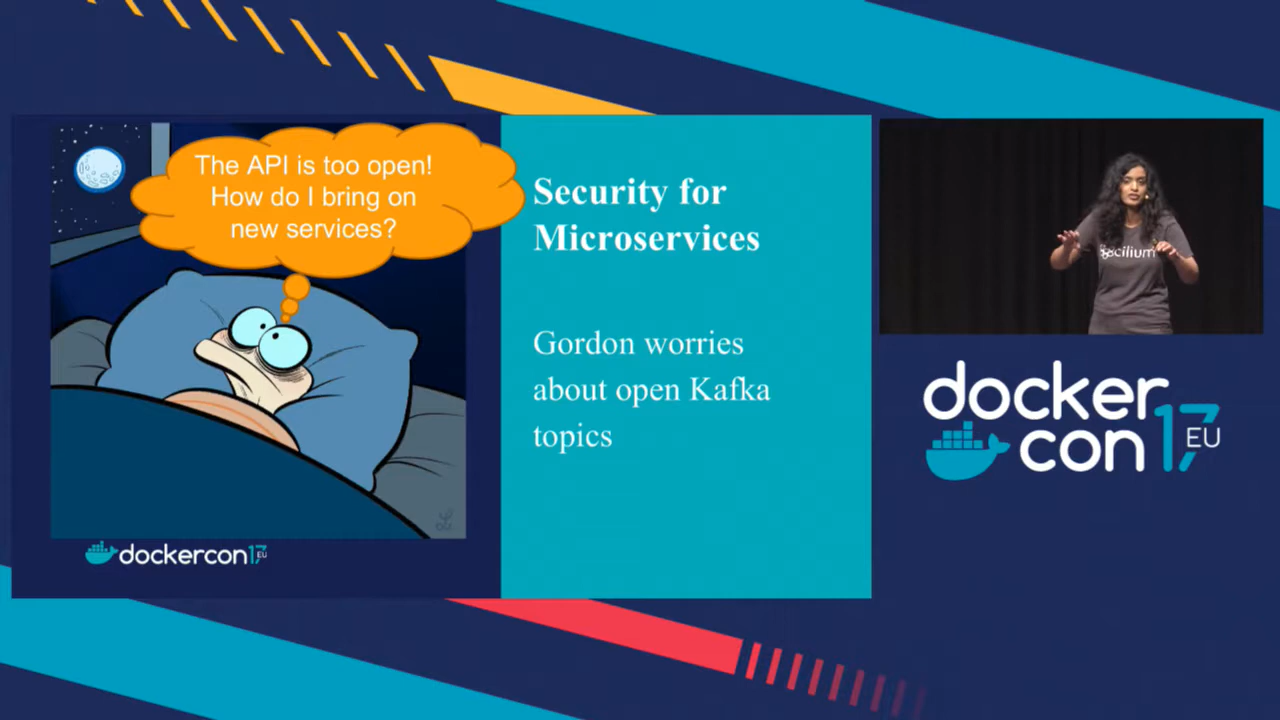 The API is too open!
How do I bring on
new services?
Security for
Microservices
Gordon worries
about open Kafka
topics
dockercon17
EU
cilium
docker
con 17 EU